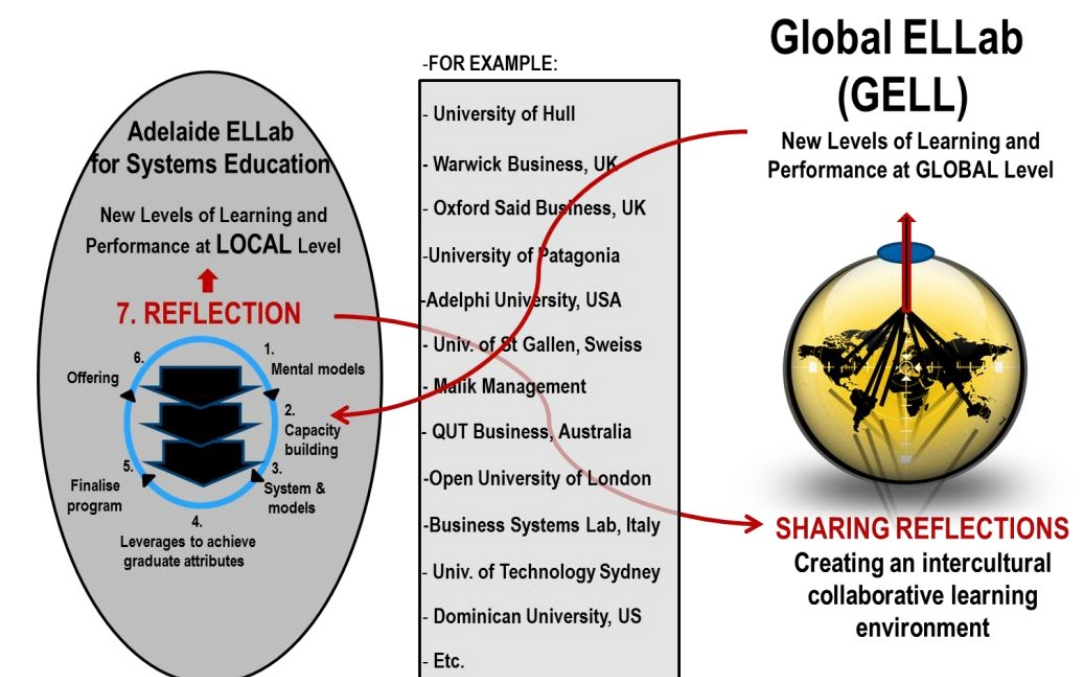 Adelaide ELLab
for Systems Education
New Levels of Learning and
Performance at LOCAL Level
7. REFLECTION
1.
Mental models
2.
Capacity
building
3.
System &
models
4.
Leverages to achieve
graduate attributes
5.
Finalise
program
6.
Offering
-FOR EXAMPLE:
- University of Hull
- Warwick Business, UK
- Oxford Said Business, UK
-University of Patagonia
-Adelphi University, USA
- Univ. of St Gallen, Sweiss
- Malik Management
- QUT Business, Australia
-Open University of London
-Business Systems Lab, Italy
- Univ. of Technology Sydney
- Dominican University, US
- Etc.
Global ELLab
(GELL)
New Levels of Learning and
Performance at GLOBAL Level
SHARING REFLECTIONS
Creating an intercultural
collaborative learning
environment